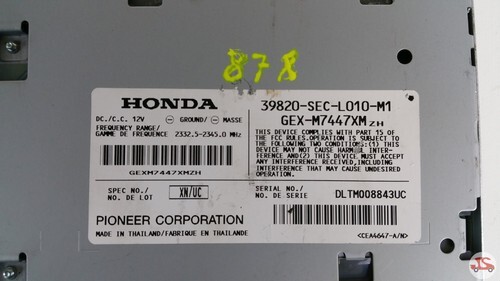 878
HONDA
39820-SEC-L010-M1
GEX-M7447XM ZH
DC./C.C. 12V ⊖ GROUND/⊖ MASSE
FREQUENCY RANGE/
GAMME DE FREQUENCE 2332.5-2345.0 MHz
THIS DEVICE COMPLIES WITH PART 15 OF
THE FCC RULES.OPERATION IS SUBJECT TO
THE FOLLOWING TWO CONDITIONS:(1) THIS
DEVICE MAY NOT CAUSE HARMFUL INTERFERENCE,
AND(2) THIS DEVICE MUST ACCEPT
ANY INTERFERENCE RECEIVED,INCLUDING
INTERFERENCE THAT MAY CAUSE UNDESIRED
OPERATION.
GEXM7447XMZH
SPEC NO./
NO. DE LOT XN/UC
SERIAL NO./
NO. DE SERIE DLTM008843UC
PIONEER CORPORATION
MADE IN THAILAND/FABRIQUE EN THAILANDE
<CEA4647-A/N>
JS